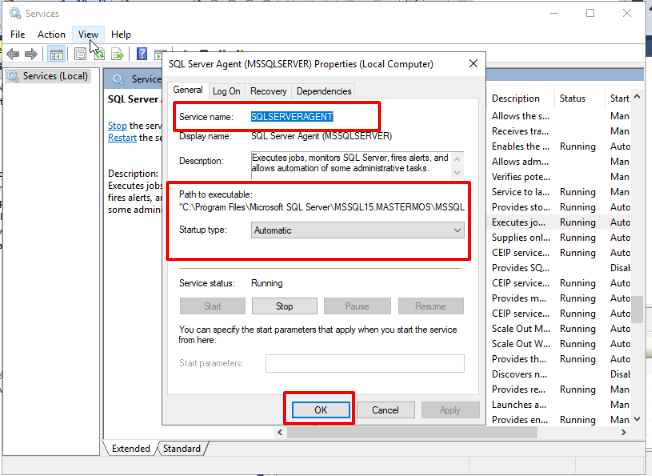 Services
File Action View Help
Services (Local)
Service
SQL Server A
Stop the serv
Restart the se
Description:
Executes jobs
fires alerts, and
some adminis
SQL Server Agent (MSSQLSERVER) Properties (Local Computer)
General Log On Recovery Dependencies
Service name: SQLSERVERAGENT
Display name: SQL Server Agent (MSSQLSERVER)
Description: Executes jobs, monitors SQL Server, fires alerts, and
allows automation of some administrative tasks.
Path to executable:
"C:\Program Files\Microsoft SQL Server\MSSQL15.MASTERMOS\MSSQL
Startup type: Automatic
Service status: Running
Start Stop Pause Resume
You can specify the start parameters that apply when you start the service
from here.
Start parameters:
OK Cancel Apply
Description Status Start
Allows the s... Man
Receives tra... Man
Enables the ... Running Auto
Allows adm... Man
Verifies pote... Man
Service to la... Running Man
Provides sto... Running Auto
Executes jo... Running Auto
Supplies onl... Running Auto
CEIP service... Running Auto
Provides SQ... Disal
CEIP service... Running Auto
Provides m... Running Auto
CEIP service... Running Auto
Scale Out M... Running Auto
Scale Out W... Running Auto
Provides th... Running Auto
Discovers n... Disal
Provides re... Running Auto
Launches a... Man
Provides en... Running Auto
Extended Standard